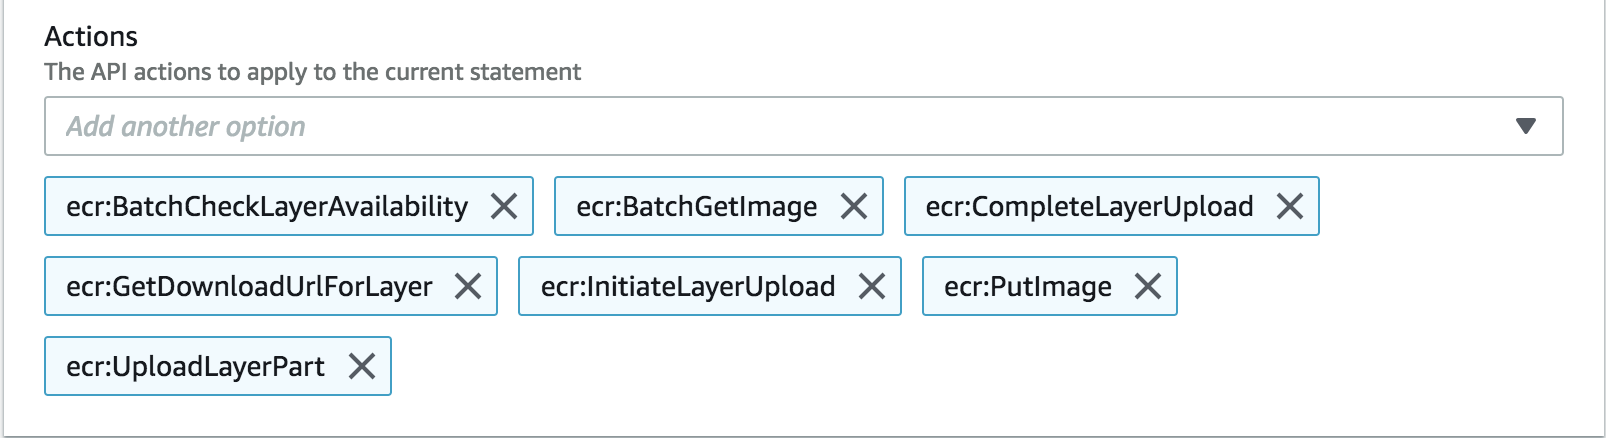 Actions
The API actions to apply to the current statement
Add another option
ecr:BatchCheckLayerAvailability ecr:BatchGetImage ecr:CompleteLayerUpload
ecr:GetDownloadUrlForLayer ecr:InitiateLayerUpload ecr:PutImage
ecr:UploadLayerPart